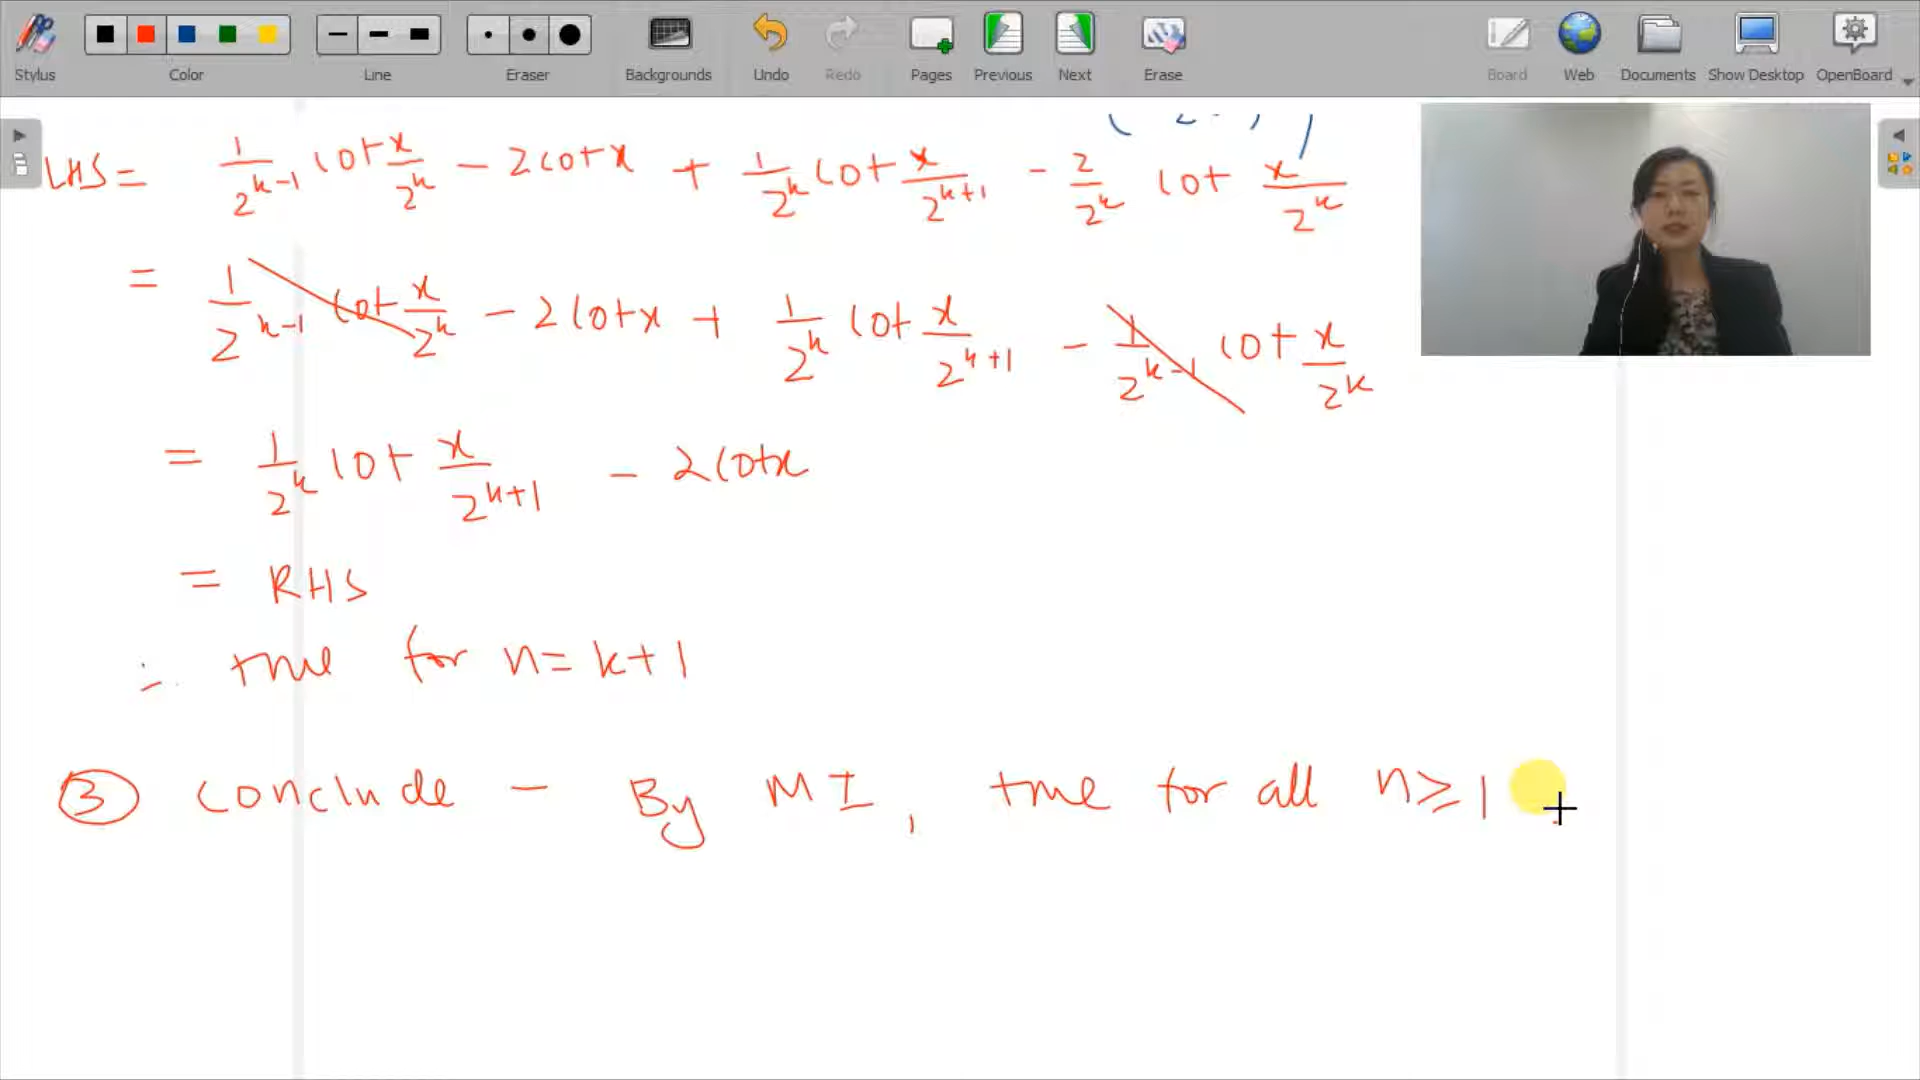 Stylus Color Line Eraser Backgrounds Undo Redo Pages Previous Next Erase Board Web Documents Show Desktop OpenBoard
LHS = 1/2^(k-1) cot x/2^k - 2cotx + 1/2^k cot x/2^(k+1) - 2/2^k cot x/2^k
= 1/2^(k-1) cot x/2^k - 2cotx + 1/2^k cot x/2^(k+1) - 1/2^(k-1) cot x/2^k
= 1/2^k cot x/2^(k+1) - 2cotx
= RHS
∴ true for n = k+1
③ Conclude - By MI, true for all n ≥ 1